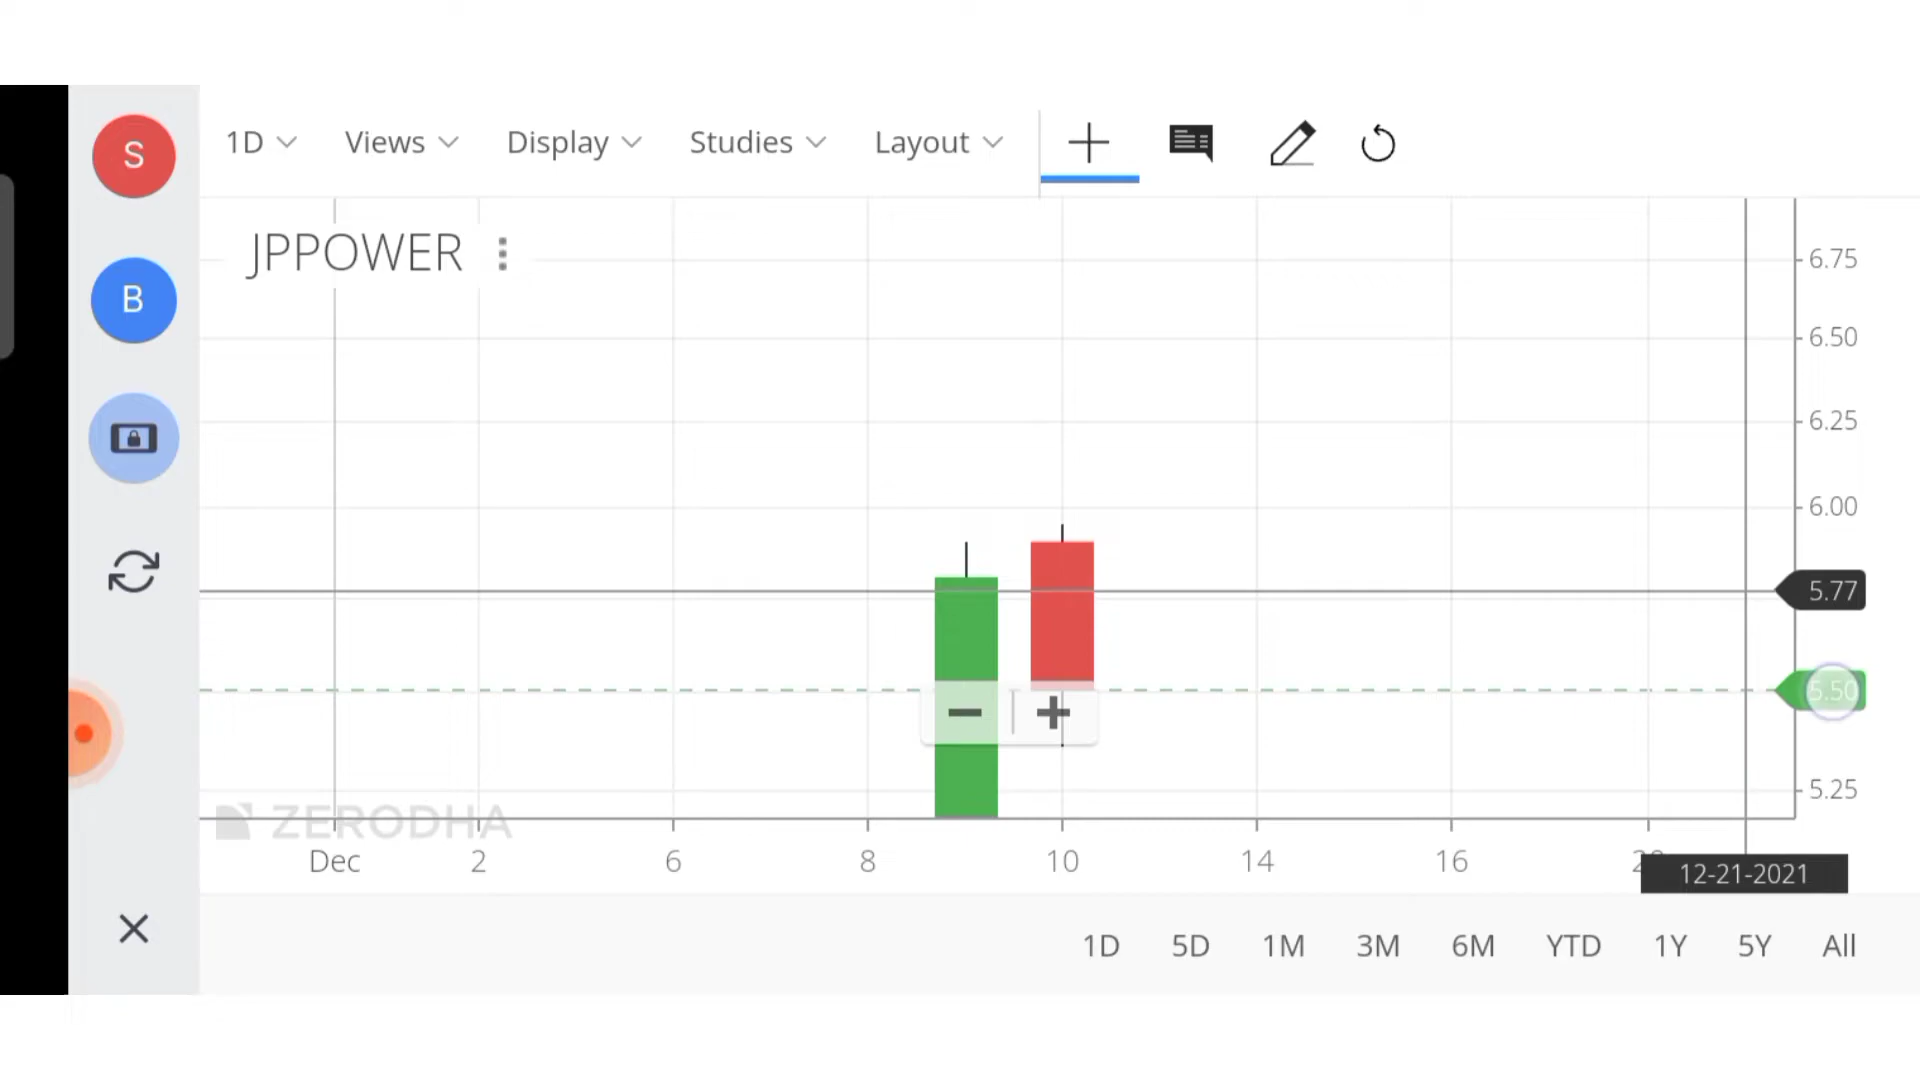 S
B
1D Views Display Studies Layout
JPPOWER
6.75
6.50
6.25
6.00
5.77
5.50
5.25
ZERODHA
Dec 2 6 8 10 14 16
12-21-2021
1D 5D 1M 3M 6M YTD 1Y 5Y All